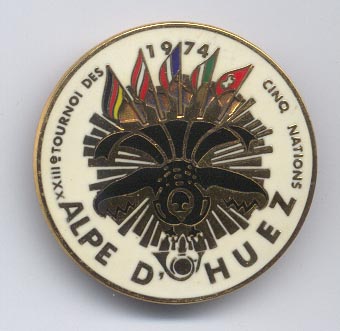 XXIIIe TOURNOI DES CINQ NATIONS
1974
ALPE D'HUEZ